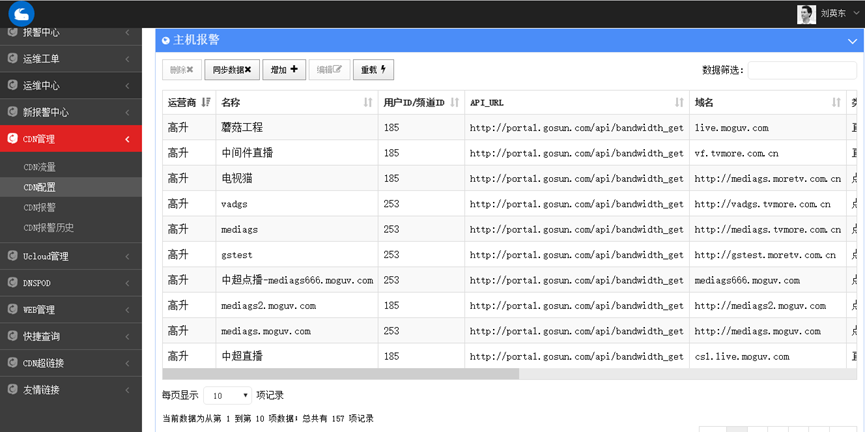 刘英东
报警中心
运维工单
运维中心
新报警中心
CDN管理
CDN流量
CDN配置
CDN报警
CDN报警历史
Ucloud管理
DNSPOD
WEB管理
快捷查询
CDN超链接
友情链接
主机报警
删除 同步数据 增加 编辑 重载 数据筛选:
运营商 名称 用户ID/频道ID API_URL 域名
高升 蘑菇工程 185 http://portal.gosun.com/api/bandwidth_get live.moguv.com
高升 中间件直播 185 http://portal.gosun.com/api/bandwidth_get vf.tvmore.com.cn
高升 电视猫 185 http://portal.gosun.com/api/bandwidth_get http://mediags.moretv.com.cn
高升 vadgs 253 http://portal.gosun.com/api/bandwidth_get http://vadgs.tvmore.com.cn
高升 mediags 253 http://portal.gosun.com/api/bandwidth_get http://mediags.tvmore.com.cn
高升 gstest 253 http://portal.gosun.com/api/bandwidth_get http://gstest.moretv.com.cn
高升 中超点播-mediags666.moguv.com 253 http://portal.gosun.com/api/bandwidth_get mediags666.moguv.com
高升 mediags2.moguv.com 185 http://portal.gosun.com/api/bandwidth_get http://mediags2.moguv.com
高升 mediags.moguv.com 253 http://portal.gosun.com/api/bandwidth_get http://mediags.moguv.com
高升 中超直播 185 http://portal.gosun.com/api/bandwidth_get csl.live.moguv.com
每页显示 10 项记录
当前数据为从第 1 到第 10 项数据; 总共有 157 项记录